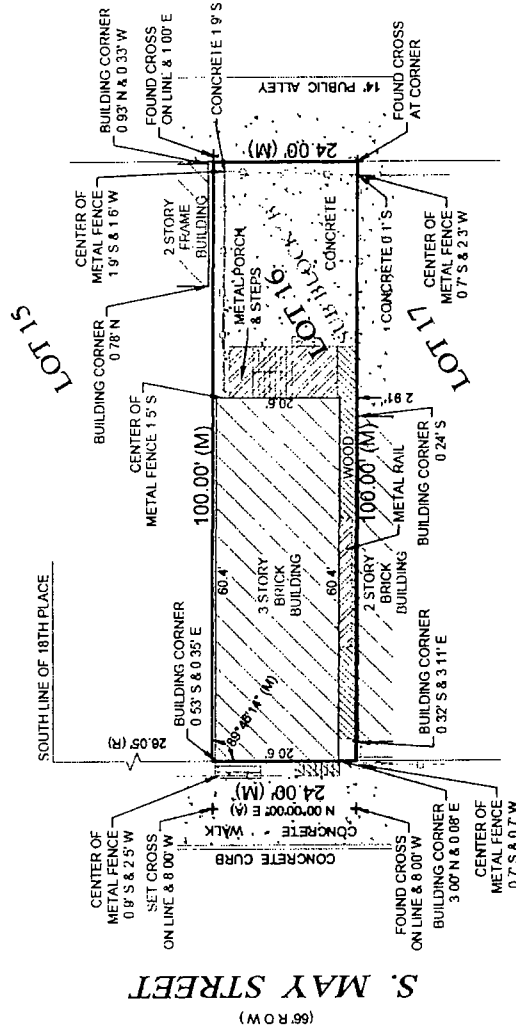 SOUTH LINE OF 18TH PLACE
26.05' (R)
LOT 15
BUILDING CORNER
0.53' S & 0.35' E
CENTER OF
METAL FENCE 1 5' S
BUILDING CORNER
0.78' N
2 STORY
FRAME
BUILDING
CENTER OF
METAL FENCE
1 9' S & 1 6' W
BUILDING CORNER
0.93' N & 0 33' W
FOUND CROSS
ON LINE & 1 00' E
CONCRETE 1 9' S
CENTER OF
METAL FENCE
0 9' S & 2 5' W
SET CROSS
ON LINE & 8 00' W
100.00' (M)
89°46'14" (M)
60.4'
20.6'
3 STORY BRICK
BUILDING
60.4'
20.6'
METAL PORCH
& STEPS
LOT 16
SUB BLOCK
CONCRETE
24.00' (M)
14' PUBLIC ALLEY
24.00' (M)
N 00°00'00" E (A)
CONCRETE WALK
CONCRETE CURB
S. MAY STREET
(66' R O W)
WOOD
100.00' (M)
2 91'
METAL RAIL
2 STORY
BRICK
BUILDING
LOT 17
FOUND CROSS
ON LINE & 8 00' W
BUILDING CORNER
3 00' N & 0 08' E
CENTER OF
METAL FENCE
0 7' S & 0 7' W
BUILDING CORNER
0 32' S & 3 11' E
BUILDING CORNER
0 24' S
CONCRETE 0 1' S
CENTER OF
METAL FENCE
0 7' S & 2 3' W
FOUND CROSS
AT CORNER